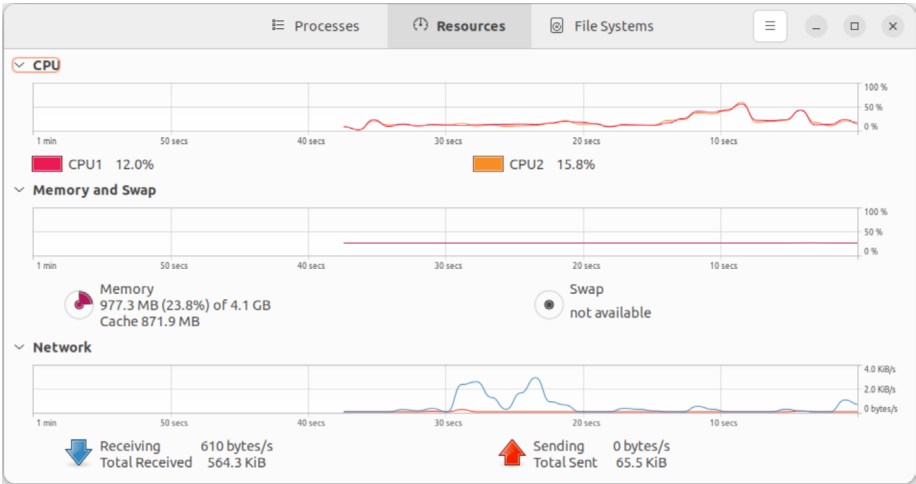 Processes Resources File Systems
CPU
100 %
50 %
0 %
1 min 50 secs 40 secs 30 secs 20 secs 10 secs
CPU1 12.0% CPU2 15.8%
Memory and Swap
100 %
50 %
0 %
1 min 50 secs 40 secs 30 secs 20 secs 10 secs
Memory
977.3 MB (23.8%) of 4.1 GB
Cache 871.9 MB
Swap
not available
Network
4.0 KiB/s
2.0 KiB/s
0 bytes/s
1 min 50 secs 40 secs 30 secs 20 secs 10 secs
Receiving 610 bytes/s
Total Received 564.3 KiB
Sending 0 bytes/s
Total Sent 65.5 KiB